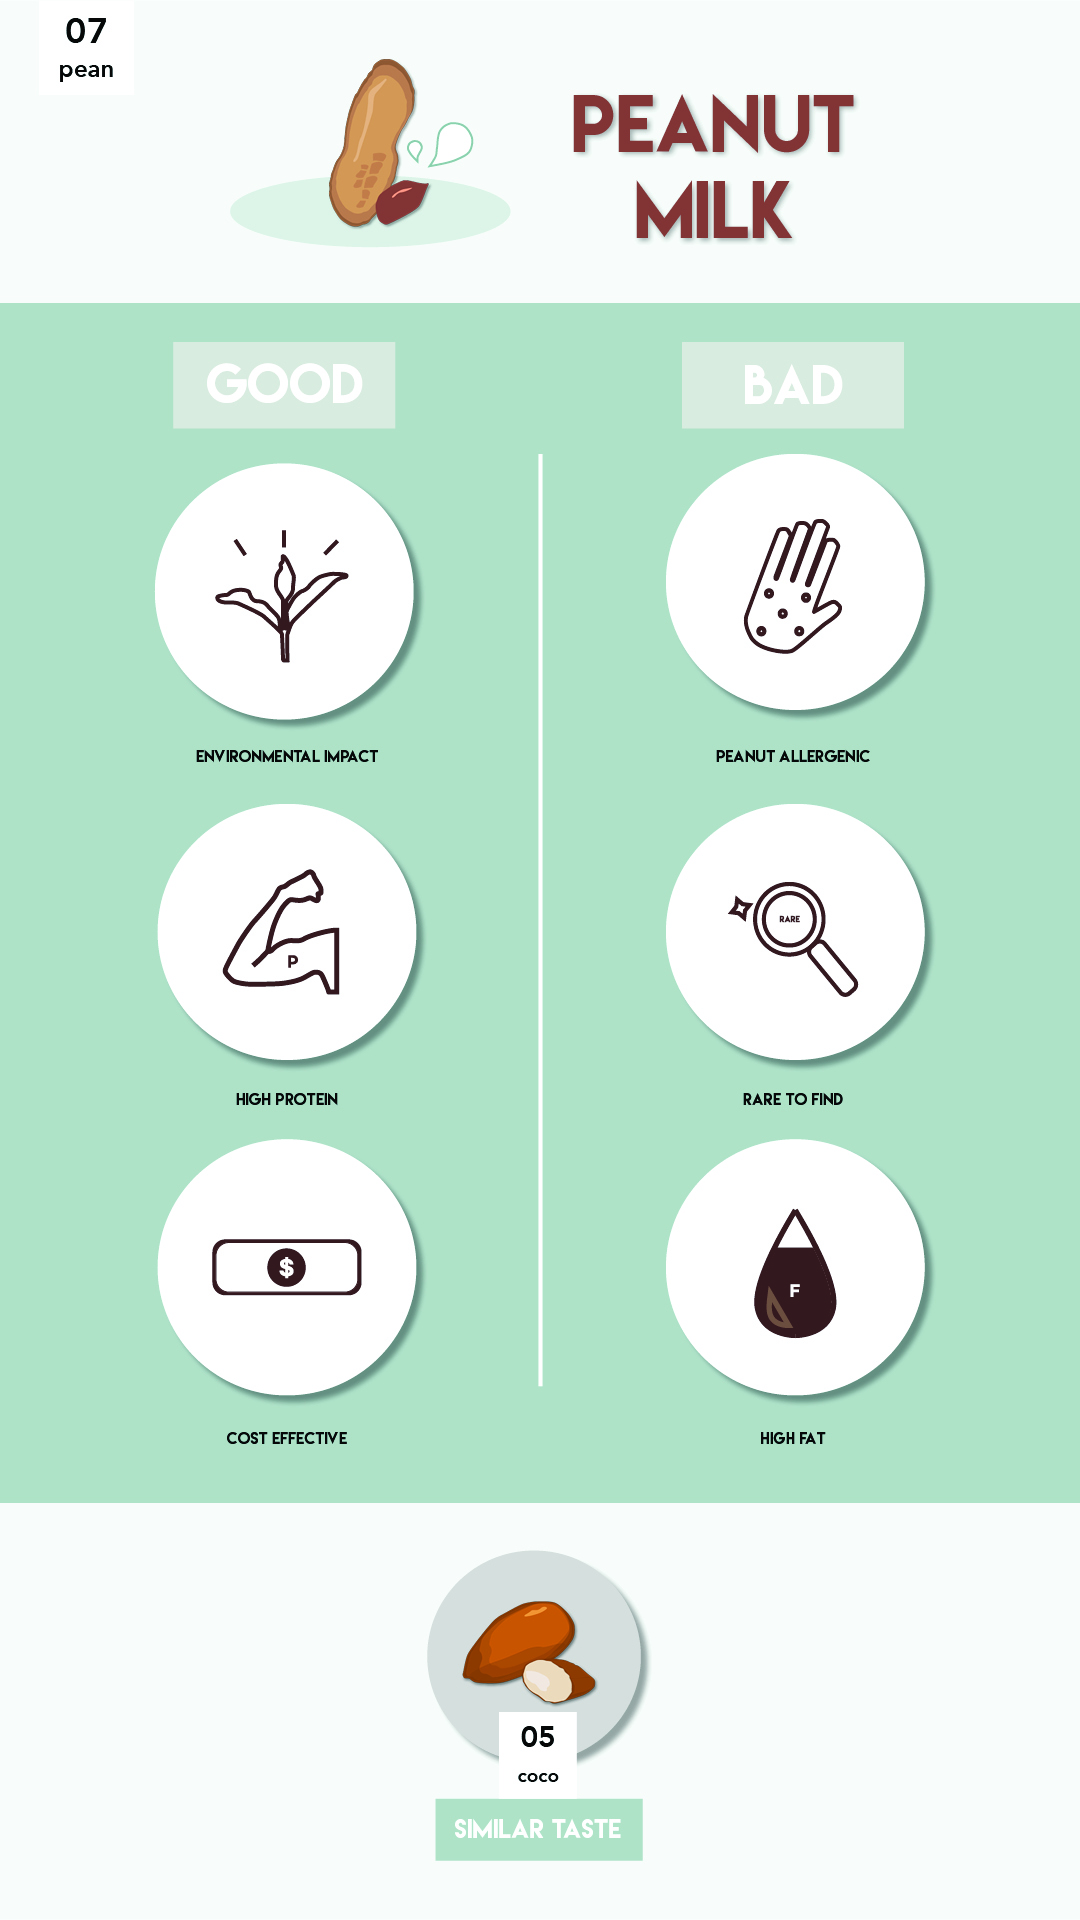 07
pean
PEANUT
MILK
GOOD
BAD
ENVIRONMENTAL IMPACT
PEANUT ALLERGENIC
P
RARE
HIGH PROTEIN
RARE TO FIND
$
F
COST EFFECTIVE
HIGH FAT
05
coco
SIMILAR TASTE